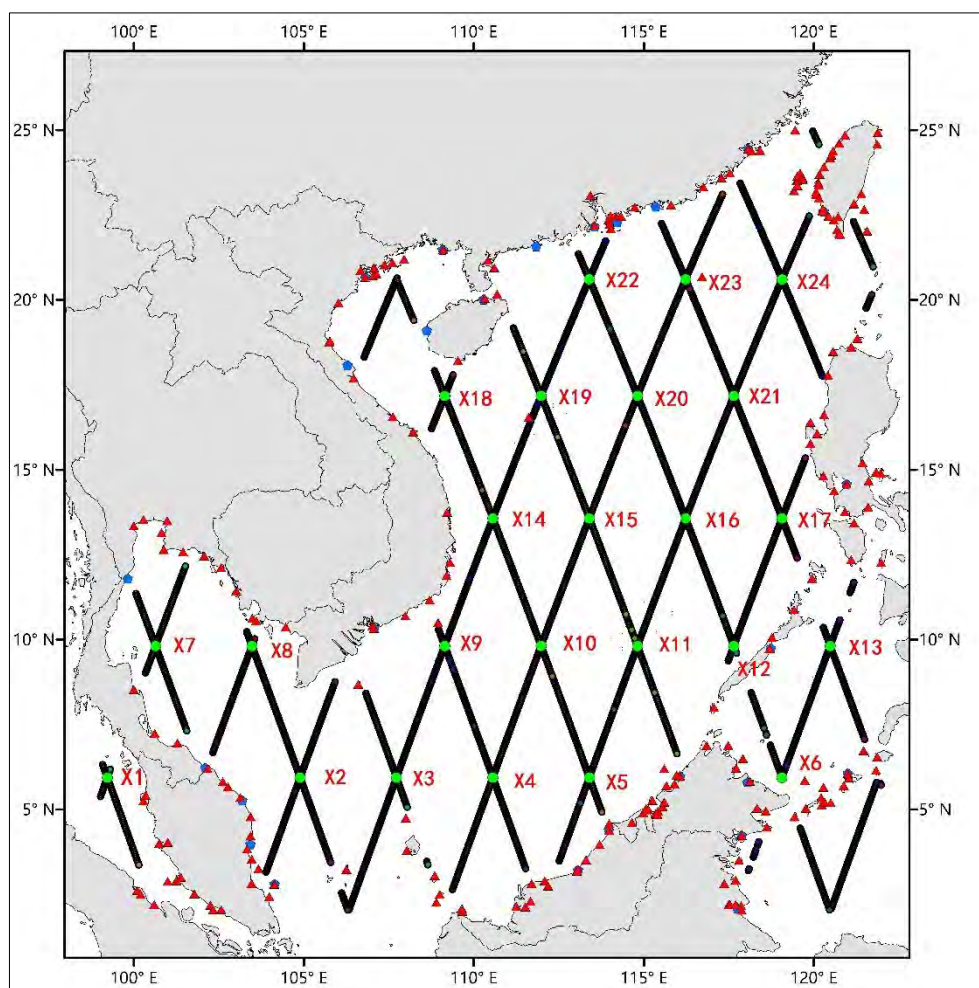 100° E 105° E 110° E 115° E 120° E
25° N 25° N
X22 X23 X24
20° N 20° N
X18 X19 X20 X21
15° N 15° N
X14 X15 X16 X17
10° N 10° N
X7 X8 X9 X10 X11 X12 X13
X1 X2 X3 X4 X5 X6
5° N 5° N
100° E 105° E 110° E 115° E 120° E